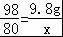 98 = 9.8g
80 x